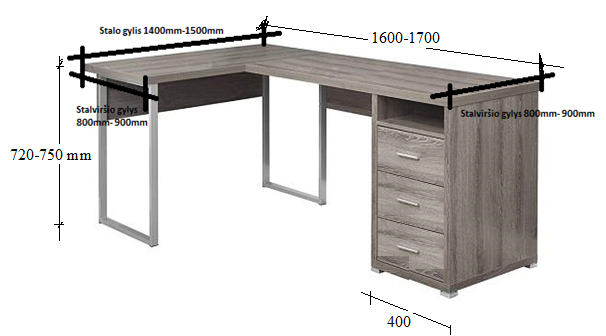 Stalo gylis 1400mm-1500mm
1600-1700
Stalviršio gylys
800mm- 900mm
Stalviršio gylys 800mm- 900mm
720-750 mm
400